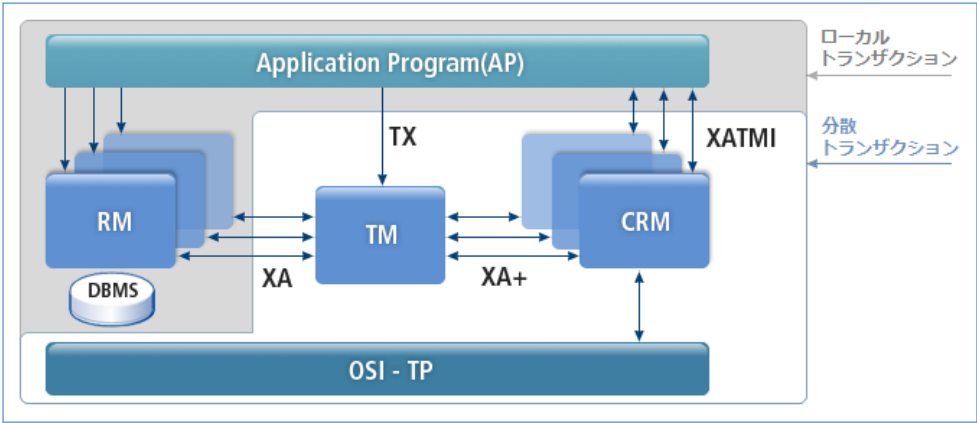 Application Program(AP)
ローカル
トランザクション
分散
トランザクション
TX
XATMI
RM
TM
CRM
XA
XA+
DBMS
OSI - TP